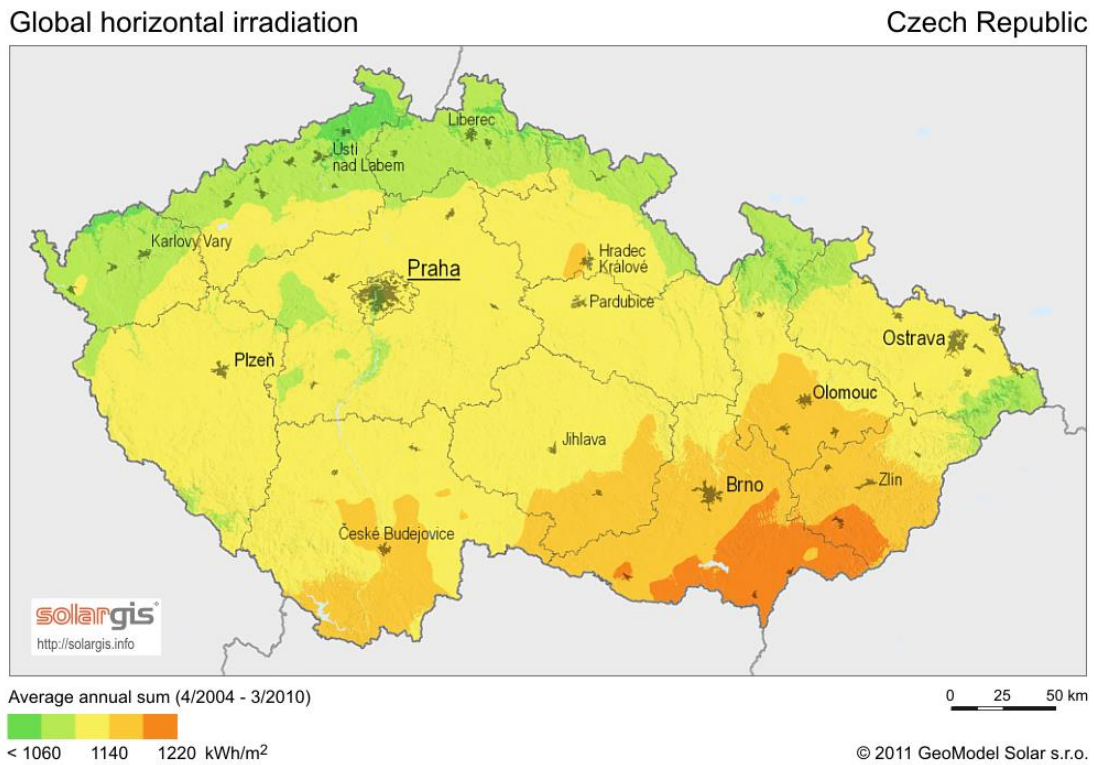 Global horizontal irradiation
Czech Republic
Liberec
Ústí
nad Labem
Karlovy Vary
Praha
Hradec
Králové
Pardubice
Plzeň
Ostrava
Olomouc
Jihlava
Brno
Zlín
České Budejovice
solargis
http://solargis.info
Average annual sum (4/2004 - 3/2010)
0 25 50 km
< 1060 1140 1220 kWh/m²
© 2011 GeoModel Solar s.r.o.